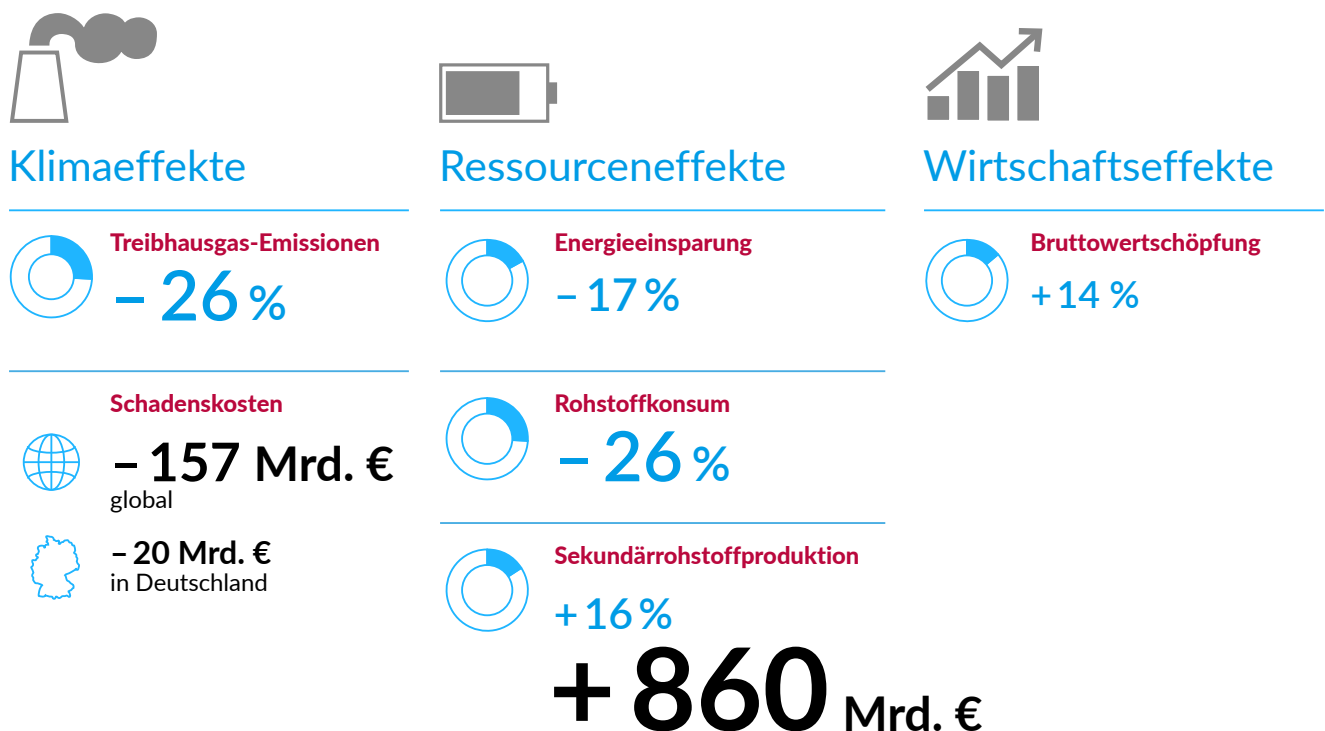 Klimaeffekte
Treibhausgas-Emissionen
– 26 %
Schadenskosten
– 157 Mrd. €
global
– 20 Mrd. €
in Deutschland
Ressourceneffekte
Energieeinsparung
– 17 %
Rohstoffkonsum
– 26 %
Sekundärrohstoffproduktion
+ 16 %
+ 860 Mrd. €
Wirtschaftseffekte
Bruttowertschöpfung
+ 14 %